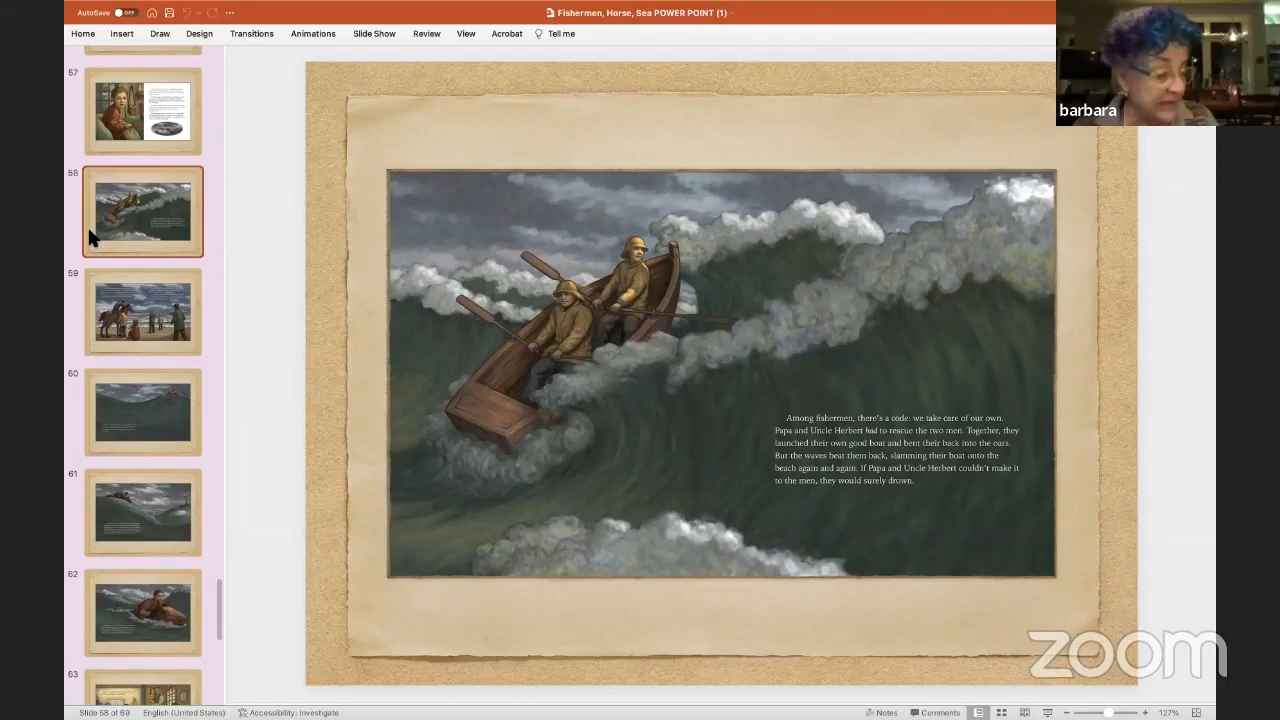 AutoSave OFF
Fishermen, Horse, Sea POWER POINT (1)
Home Insert Draw Design Transitions Animations Slide Show Review View Acrobat Tell me
barbara
57
58
59
60
61
62
63
Among fishermen, there's a code: we take care of our own.
Papa and Uncle Herbert had to rescue the two men. Together, they
launched their own good boat and bent their back into the oars.
But the waves beat them back, slamming their boat onto the
beach again and again. If Papa and Uncle Herbert couldn't make it
to the men, they would surely drown.
zoom
Slide 58 of 69 English (United States) Accessibility: Investigate Notes Comments 127%